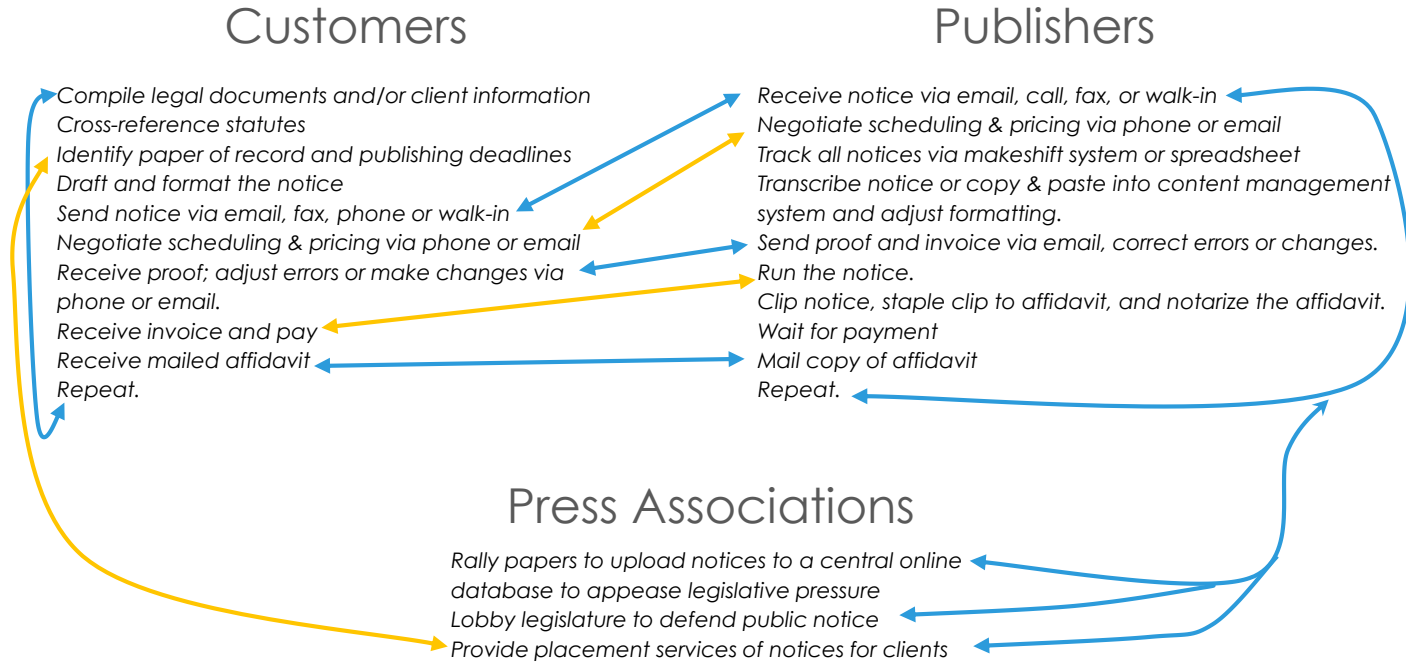 Customers
Compile legal documents and/or client information
Cross-reference statutes
Identify paper of record and publishing deadlines
Draft and format the notice
Send notice via email, fax, phone or walk-in
Negotiate scheduling & pricing via phone or email
Receive proof; adjust errors or make changes via
phone or email.
Receive invoice and pay
Receive mailed affidavit
Repeat.
Publishers
Receive notice via email, call, fax, or walk-in
Negotiate scheduling & pricing via phone or email
Track all notices via makeshift system or spreadsheet
Transcribe notice or copy & paste into content management
system and adjust formatting.
Send proof and invoice via email, correct errors or changes.
Run the notice.
Clip notice, staple clip to affidavit, and notarize the affidavit.
Wait for payment
Mail copy of affidavit
Repeat.
Press Associations
Rally papers to upload notices to a central online
database to appease legislative pressure
Lobby legislature to defend public notice
Provide placement services of notices for clients